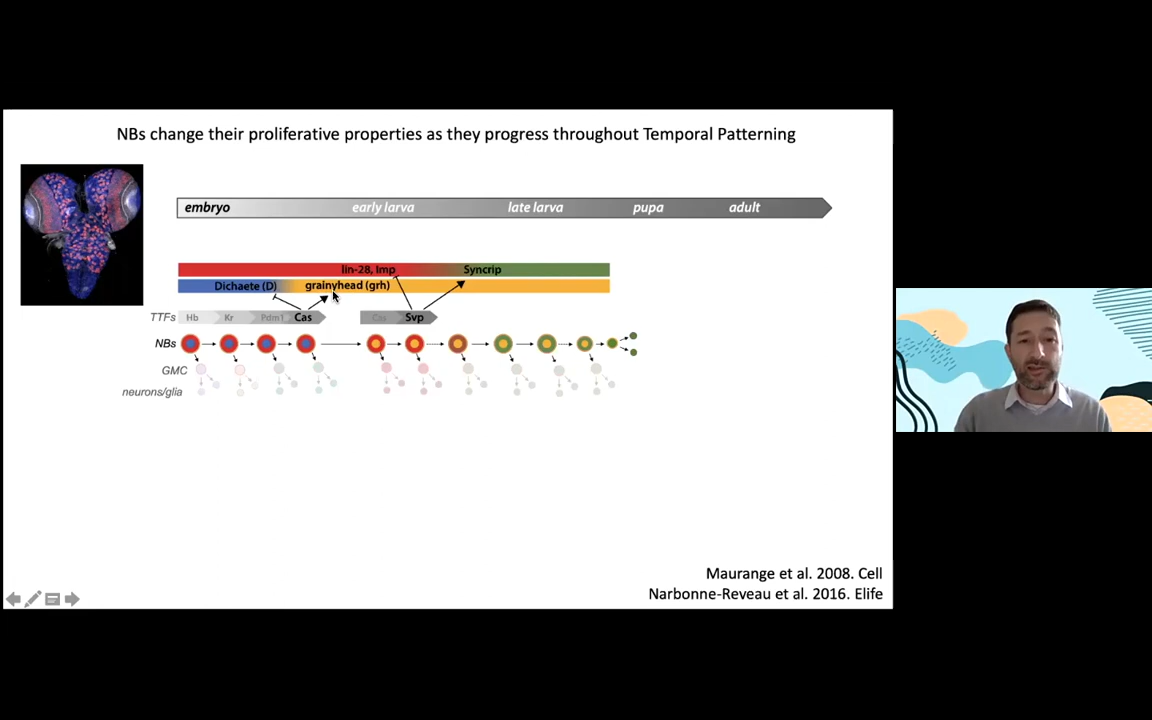 NBs change their proliferative properties as they progress throughout Temporal Patterning
embryo early larva late larva pupa adult
lin-28, Imp Syncrip
Dichaete (D) grainyhead (grh)
TTFs Hb Kr Pdm1 Cas Cas Svp
NBs
GMC
neurons/glia
Maurange et al. 2008. Cell
Narbonne-Reveau et al. 2016. Elife